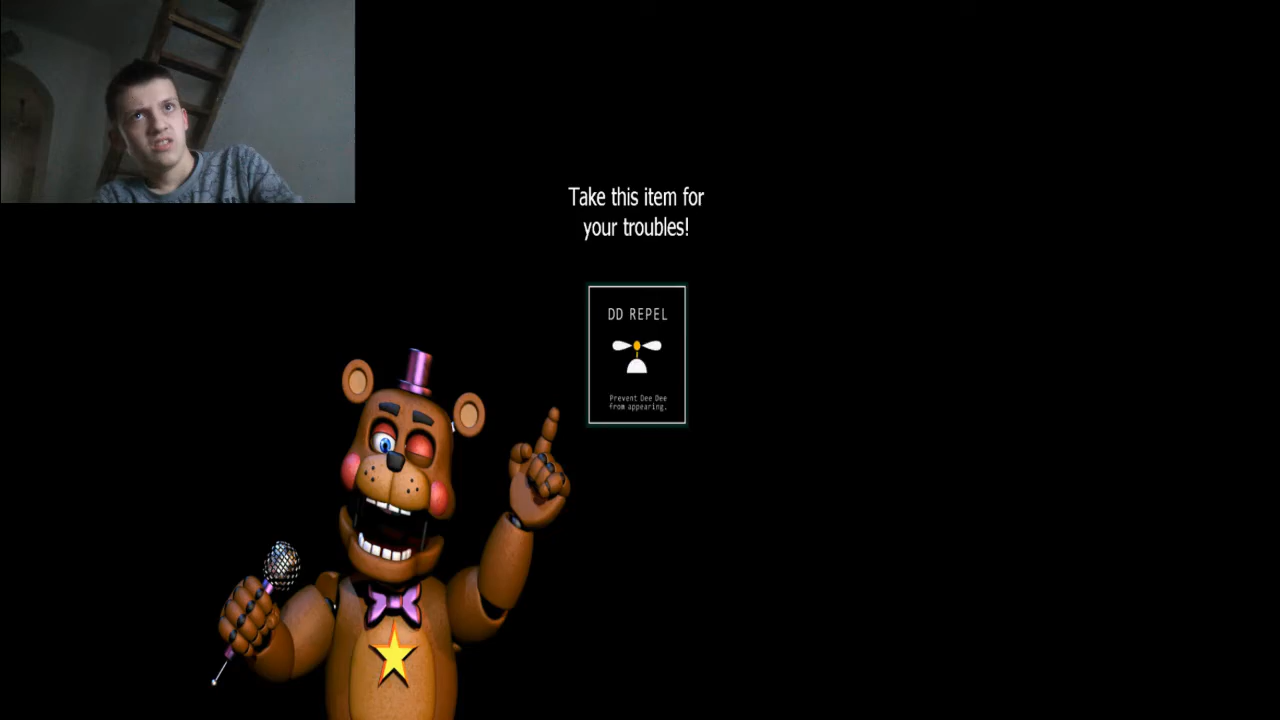 Take this item for
your troubles!
DD REPEL
Prevent Dee Dee
from appearing.